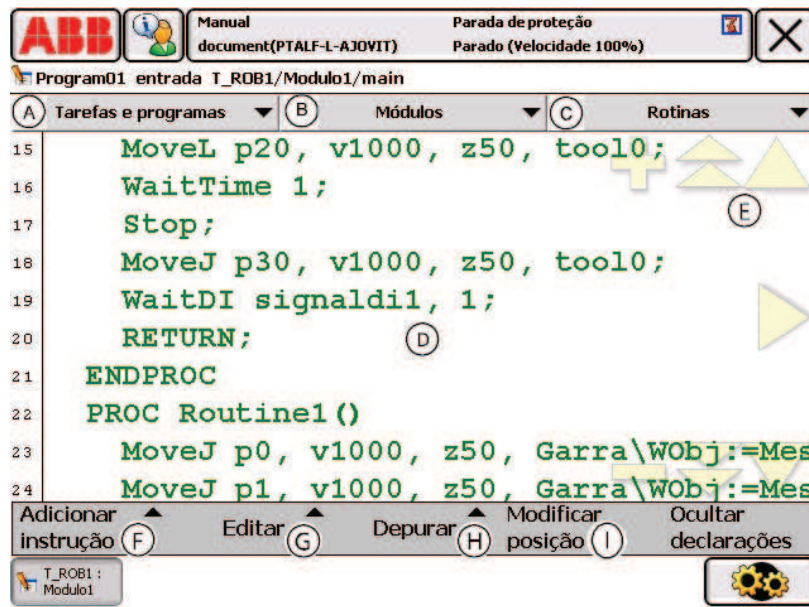 ABB
Manual
document(PTALF-L-AJOVIT)
Parada de proteção
Parado (Velocidade 100%)
Program01 entrada T_ROB1/Modulo1/main
A Tarefas e programas B Módulos C Rotinas
15 MoveL p20, v1000, z50, tool0;
16 WaitTime 1;
17 Stop;
E
18 MoveJ p30, v1000, z50, tool0;
19 WaitDI signaldi1, 1;
20 RETURN;
D
21 ENDPROC
22 PROC Routine1()
23 MoveJ p0, v1000, z50, Garra\WObj:=Mes
24 MoveJ p1, v1000, z50, Garra\WObj:=Mes
Adicionar
instrução F
Editar G
Depurar H
Modificar
posição I
Ocultar
declarações
T_ROB1 :
Modulo1